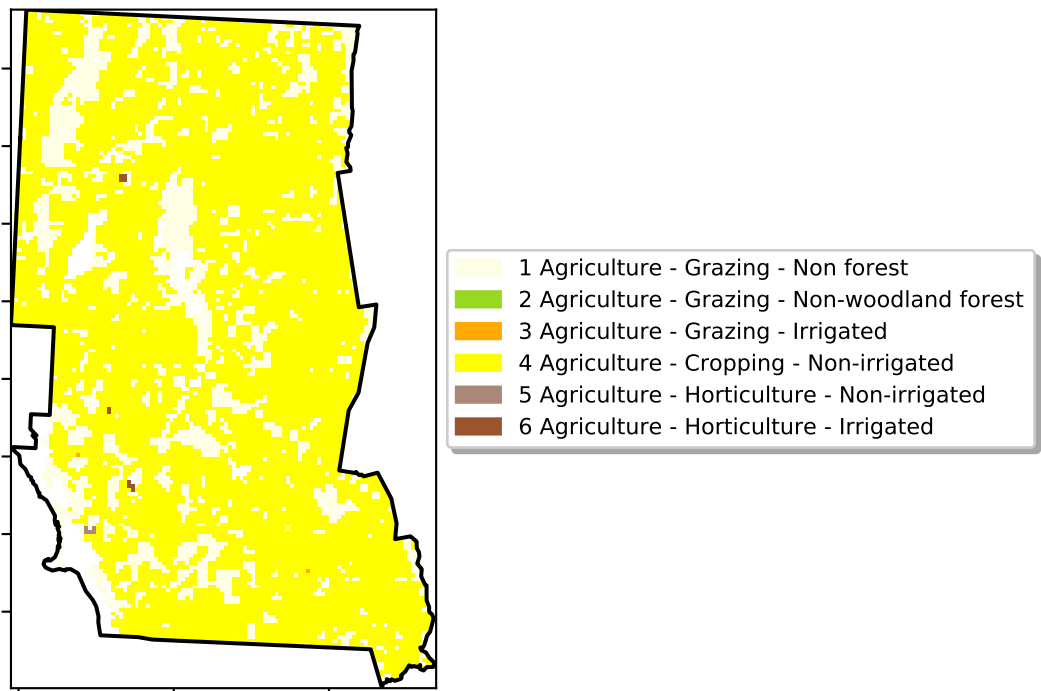 1 Agriculture - Grazing - Non forest
2 Agriculture - Grazing - Non-woodland forest
3 Agriculture - Grazing - Irrigated
4 Agriculture - Cropping - Non-irrigated
5 Agriculture - Horticulture - Non-irrigated
6 Agriculture - Horticulture - Irrigated